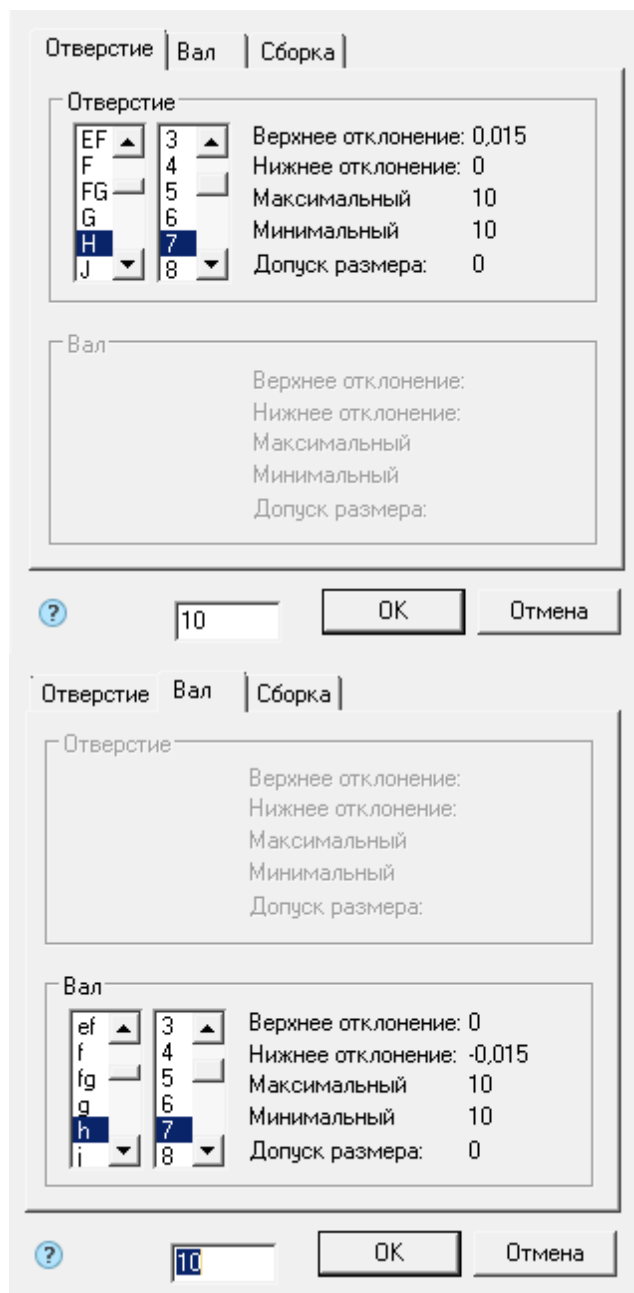 Отверстие Вал Сборка
Отверстие
EF 3 Верхнее отклонение: 0,015
F 4 Нижнее отклонение: 0
FG 5 Максимальный 10
G 6 Минимальный 10
H 7 Допуск размера: 0
J 8
Вал
Верхнее отклонение:
Нижнее отклонение:
Максимальный
Минимальный
Допуск размера:
? 10 OK Отмена
Отверстие Вал Сборка
Отверстие
Верхнее отклонение:
Нижнее отклонение:
Максимальный
Минимальный
Допуск размера:
Вал
ef 3 Верхнее отклонение: 0
f 4 Нижнее отклонение: -0,015
fg 5 Максимальный 10
g 6 Минимальный 10
h 7 Допуск размера: 0
j 8
? 10 OK Отмена